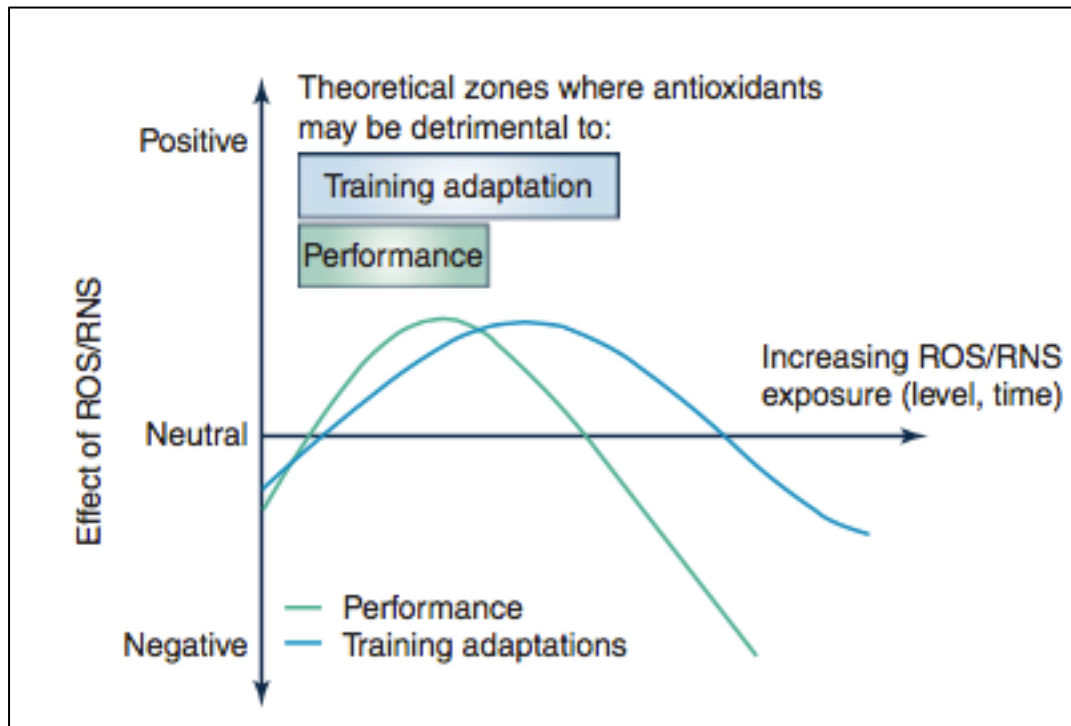 Theoretical zones where antioxidants
may be detrimental to:
Positive
Training adaptation
Performance
Effect of ROS/RNS
Increasing ROS/RNS
exposure (level, time)
Neutral
Performance
Training adaptations
Negative